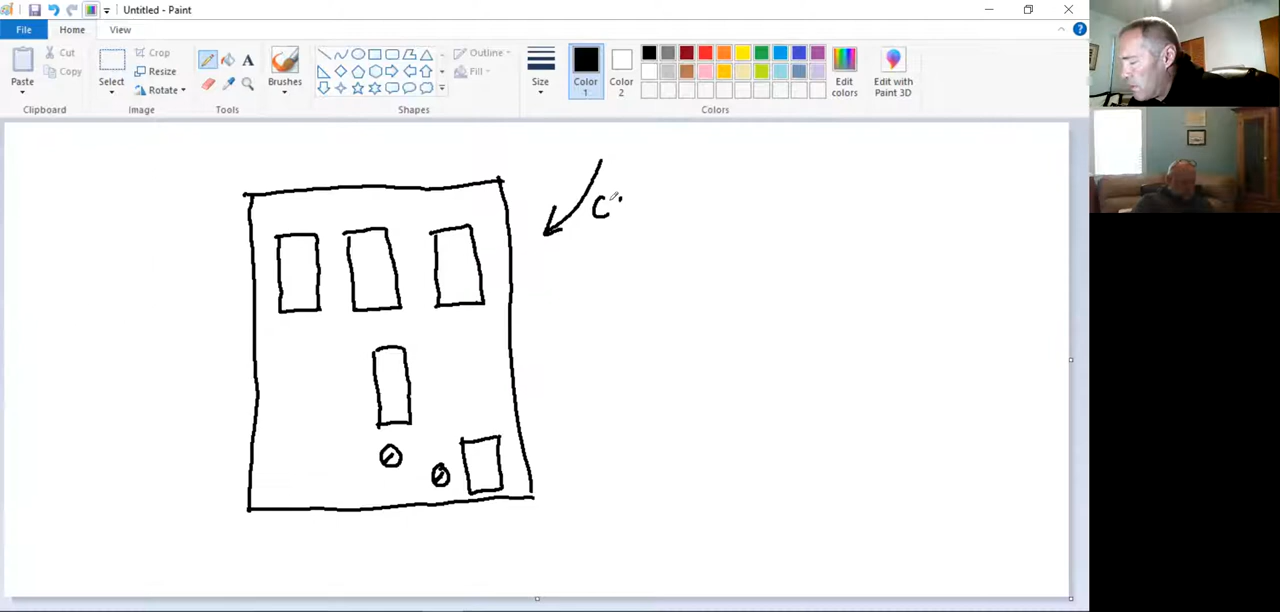 Untitled - Paint
File
Home
View
Paste
Cut
Copy
Clipboard
Select
Crop
Resize
Rotate
Image
A
Tools
Brushes
Shapes
Outline
Fill
Size
Color 1
Color 2
Edit colors
Colors
Edit with Paint 3D
C